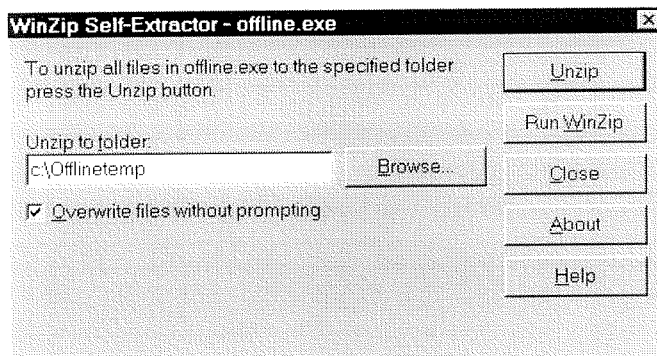 WinZip Self-Extractor - offline.exe
To unzip all files in offline.exe to the specified folder
press the Unzip button.
Unzip to folder:
c:\Offlinetemp
Browse...
Overwrite files without prompting
Unzip
Run WinZip
Close
About
Help